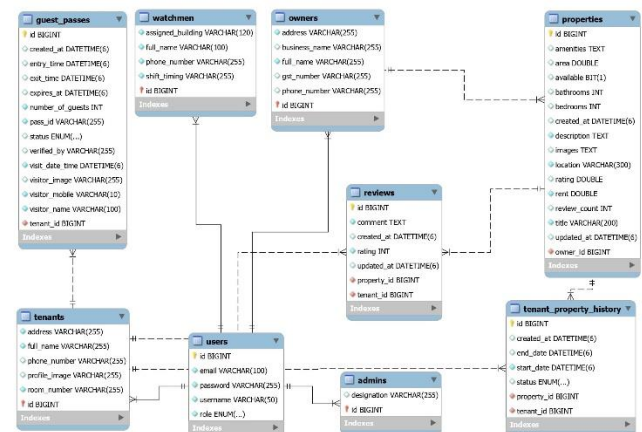 guest_passes
id BIGINT
created_at DATETIME(6)
entry_time DATETIME(6)
exit_time DATETIME(6)
expires_at DATETIME(6)
number_of_guests INT
pass_id VARCHAR(255)
status ENUM(...)
verified_by VARCHAR(255)
visit_date_time DATETIME(6)
visitor_image VARCHAR(255)
visitor_mobile VARCHAR(10)
visitor_name VARCHAR(100)
tenant_id BIGINT
Indexes
watchmen
assigned_building VARCHAR(120)
full_name VARCHAR(100)
phone_number VARCHAR(255)
shift_timing VARCHAR(255)
id BIGINT
Indexes
owners
address VARCHAR(255)
business_name VARCHAR(255)
full_name VARCHAR(255)
gst_number VARCHAR(255)
phone_number VARCHAR(255)
id BIGINT
Indexes
properties
id BIGINT
amenities TEXT
area DOUBLE
available BIT(1)
bathrooms INT
bedrooms INT
created_at DATETIME(6)
description TEXT
images TEXT
location VARCHAR(300)
rating DOUBLE
rent DOUBLE
review_count INT
title VARCHAR(200)
updated_at DATETIME(6)
owner_id BIGINT
Indexes
reviews
id BIGINT
comment TEXT
created_at DATETIME(6)
rating INT
updated_at DATETIME(6)
property_id BIGINT
tenant_id BIGINT
Indexes
tenants
address VARCHAR(255)
full_name VARCHAR(255)
phone_number VARCHAR(255)
profile_image VARCHAR(255)
room_number VARCHAR(255)
id BIGINT
Indexes
users
id BIGINT
email VARCHAR(100)
password VARCHAR(255)
username VARCHAR(50)
role ENUM(...)
Indexes
admins
designation VARCHAR(255)
id BIGINT
Indexes
tenant_property_history
id BIGINT
created_at DATETIME(6)
end_date DATETIME(6)
start_date DATETIME(6)
status ENUM(...)
property_id BIGINT
tenant_id BIGINT
Indexes